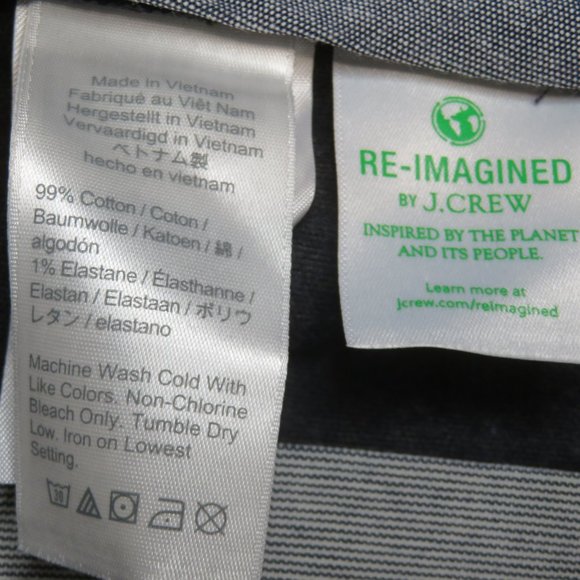 Made In Vietnam
Fabriqué au Viêt Nam
Hergestellt in Vietnam
Vervaardigd in Vietnam
ベトナム製
hecho en vietnam
99% Cotton / Coton /
Baumwolle / Katoen / 綿 /
algodón
1% Elastane / Élasthanne /
Elastan / Elastaan / ポリウ
レタン / elastano
Machine Wash Cold With
Like Colors. Non-Chlorine
Bleach Only. Tumble Dry
Low. Iron on Lowest
Setting.
30
RE-IMAGINED
BY J.CREW
INSPIRED BY THE PLANET
AND ITS PEOPLE.
Learn more at
jcrew.com/reimagined